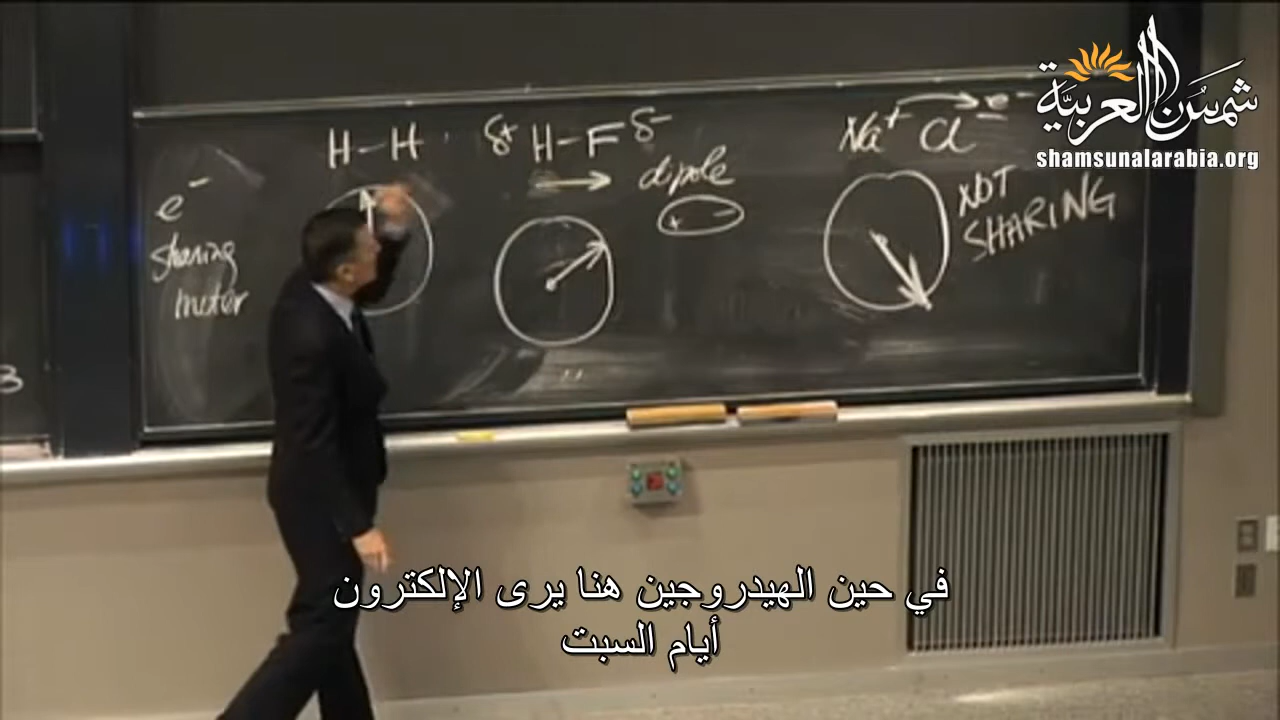 شمسُ العربيّة
shamsunalarabia.org
H-H
δ+ H-F δ-
dipole
+ -
Na+ Cl-
e-
NOT
SHARING
e-
sharing
meter
3
في حين الهيدروجين هنا يرى الإلكترون
أيام السبت